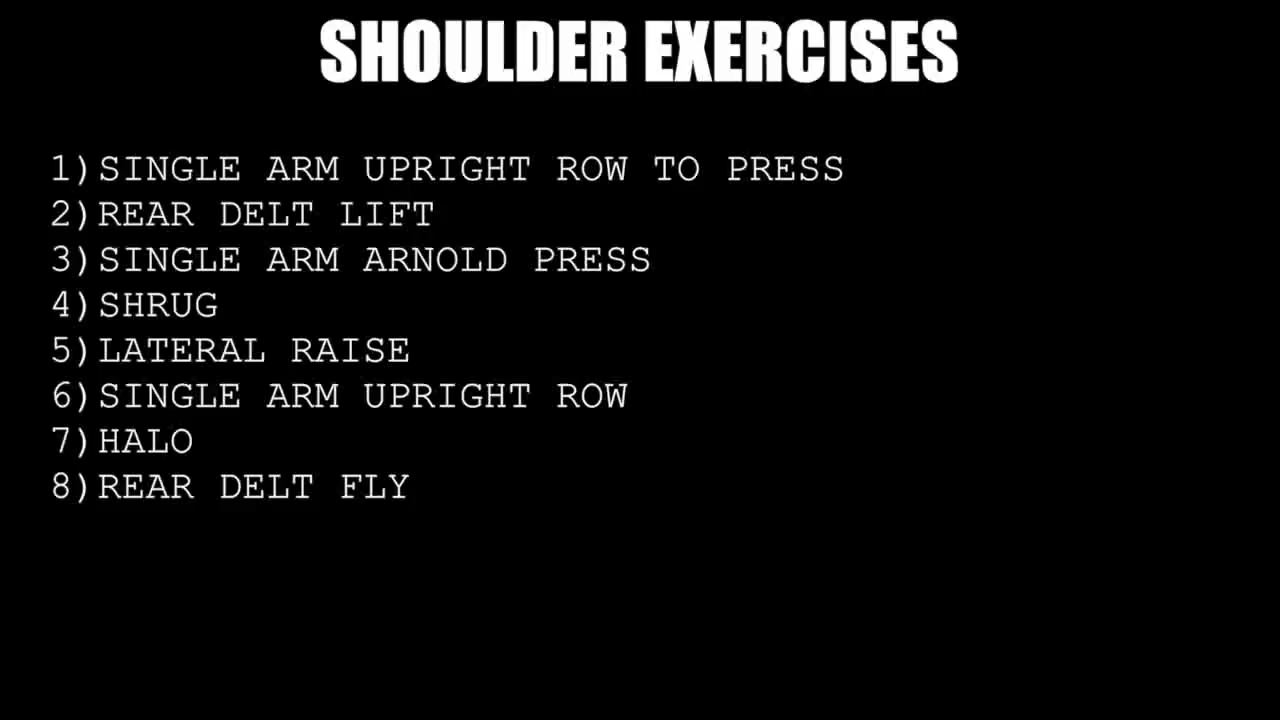 SHOULDER EXERCISES
1)SINGLE ARM UPRIGHT ROW TO PRESS
2)REAR DELT LIFT
3)SINGLE ARM ARNOLD PRESS
4)SHRUG
5)LATERAL RAISE
6)SINGLE ARM UPRIGHT ROW
7)HALO
8)REAR DELT FLY